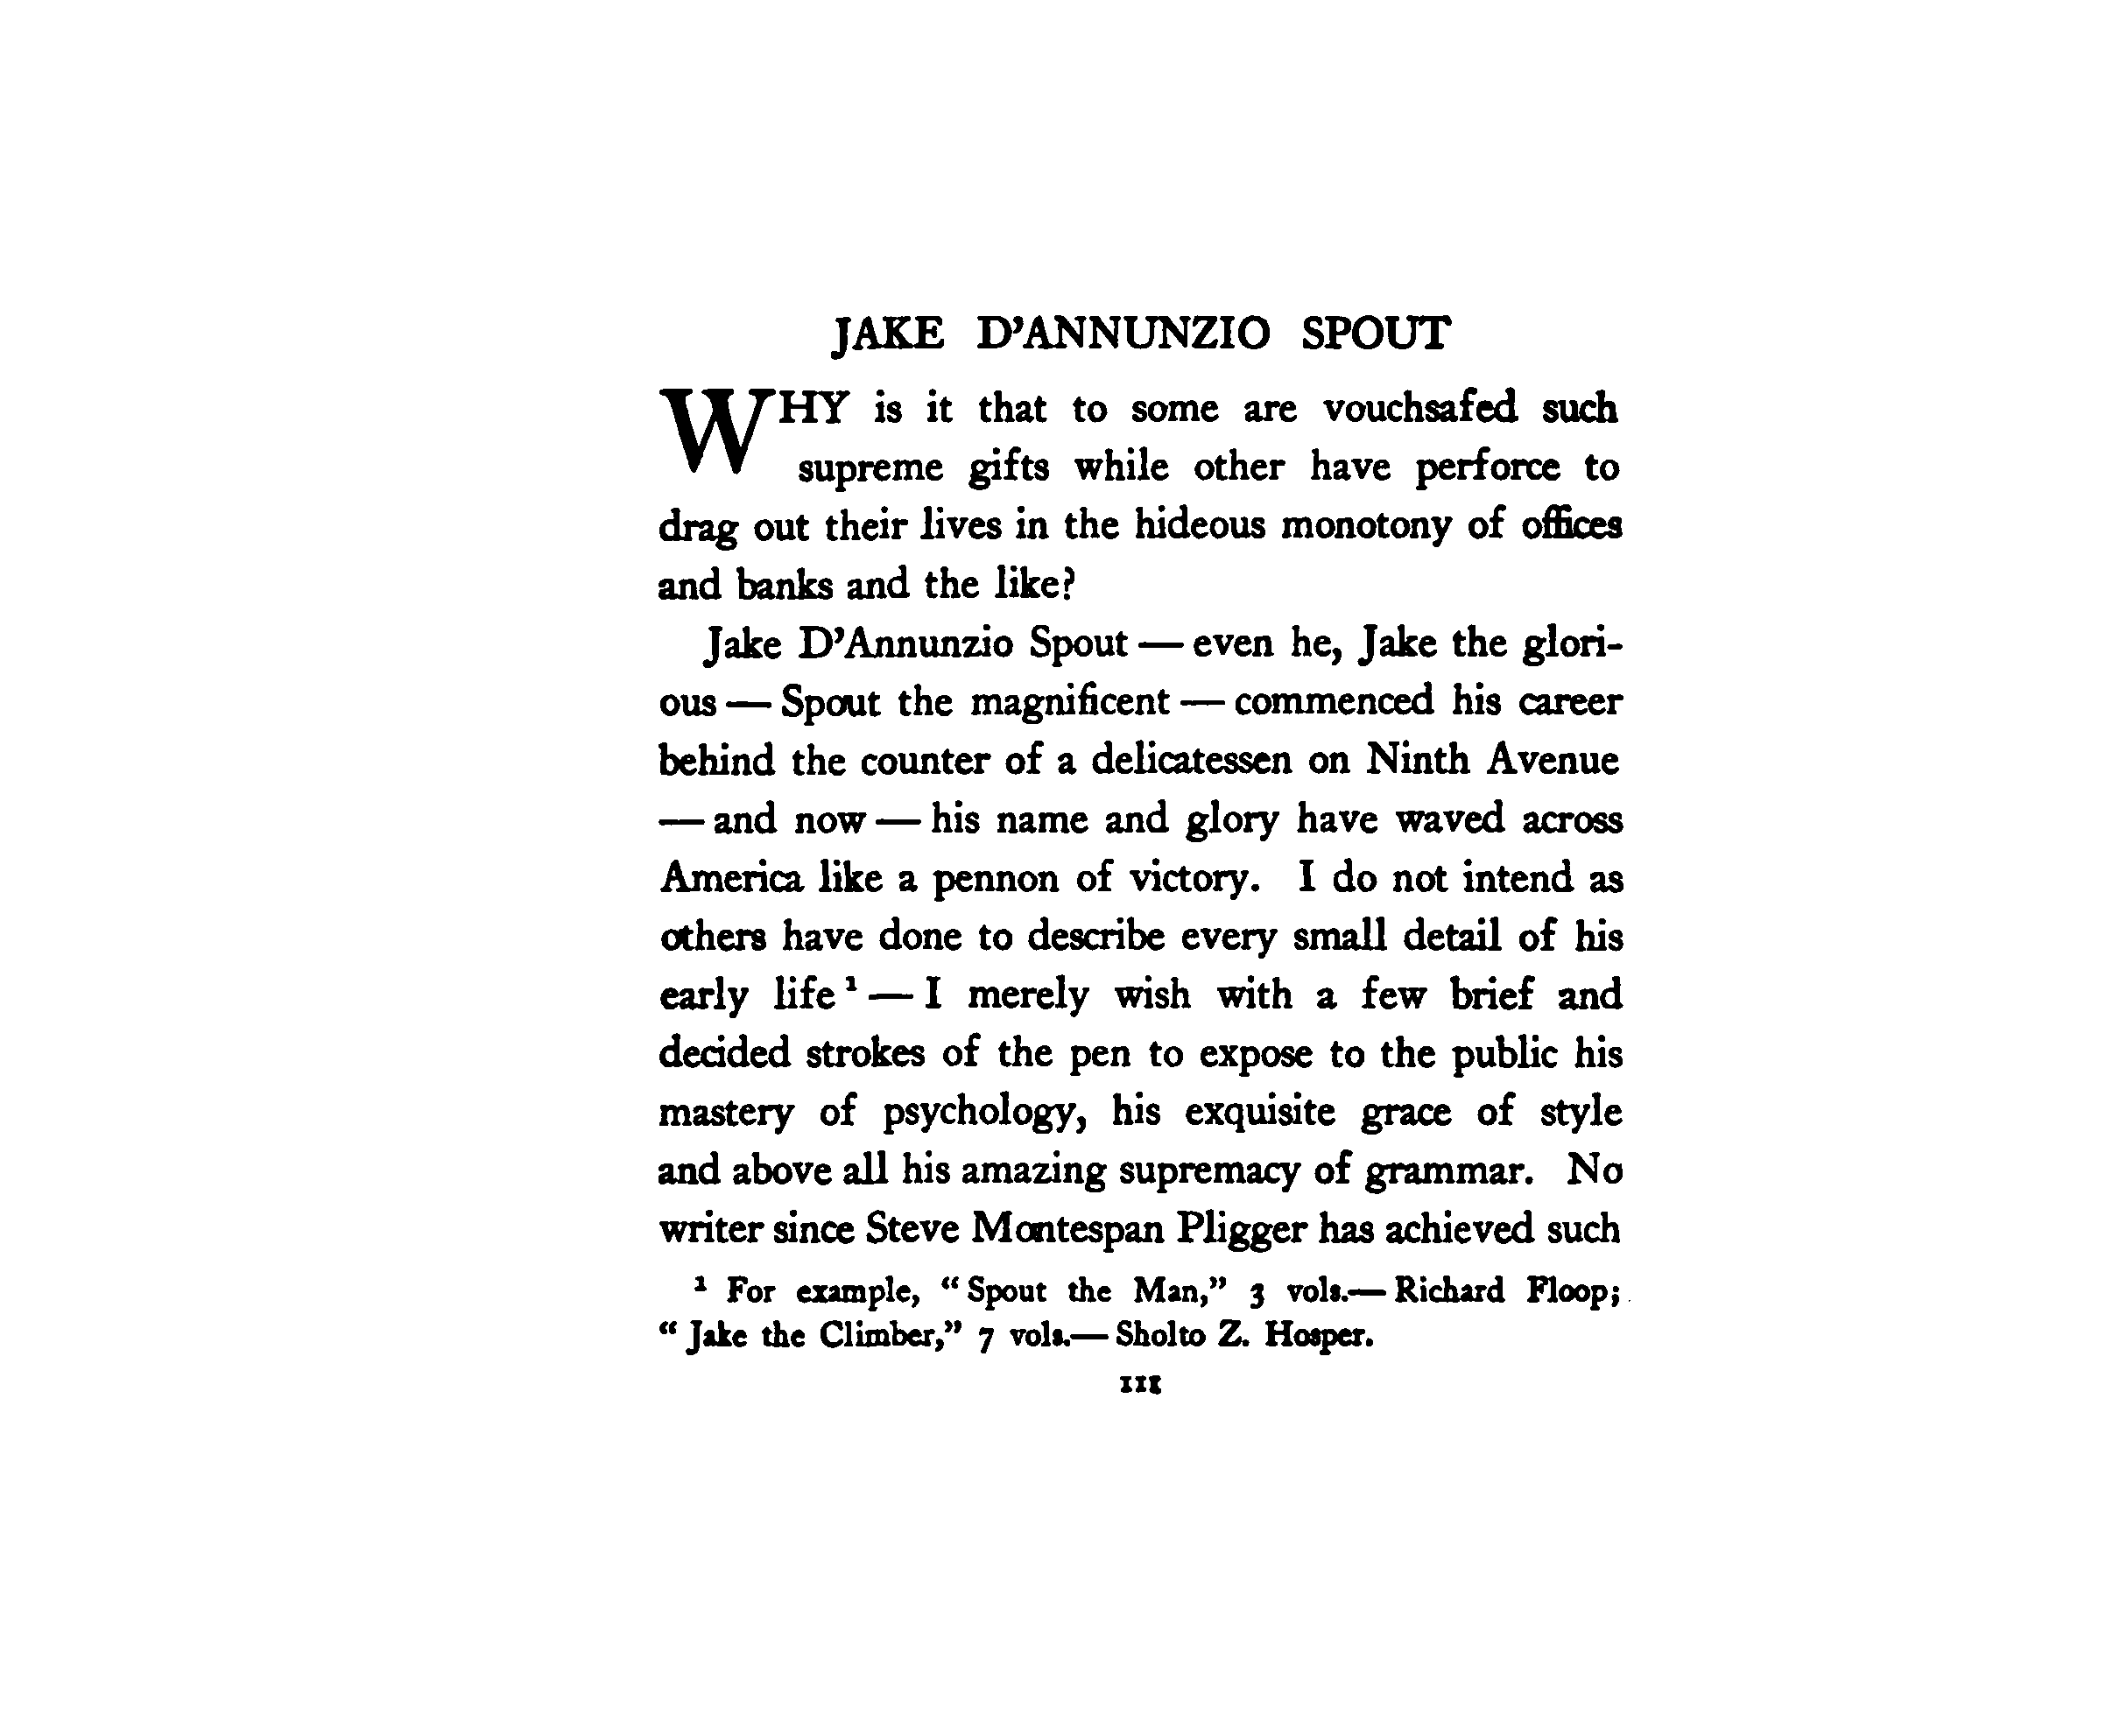 JAKE D'ANNUNZIO SPOUT
WHY is it that to some are vouchsafed such
supreme gifts while other have perforce to
drag out their lives in the hideous monotony of offices
and banks and the like?
Jake D'Annunzio Spout — even he, Jake the glori-
ous — Spout the magnificent — commenced his career
behind the counter of a delicatessen on Ninth Avenue
— and now — his name and glory have waved across
America like a pennon of victory. I do not intend as
others have done to describe every small detail of his
early life ¹ — I merely wish with a few brief and
decided strokes of the pen to expose to the public his
mastery of psychology, his exquisite grace of style
and above all his amazing supremacy of grammar. No
writer since Steve Montespan Pligger has achieved such
¹ For example, “Spout the Man,” 3 vols.— Richard Floop;
“Jake the Climber,” 7 vols.— Sholto Z. Hosper.
111